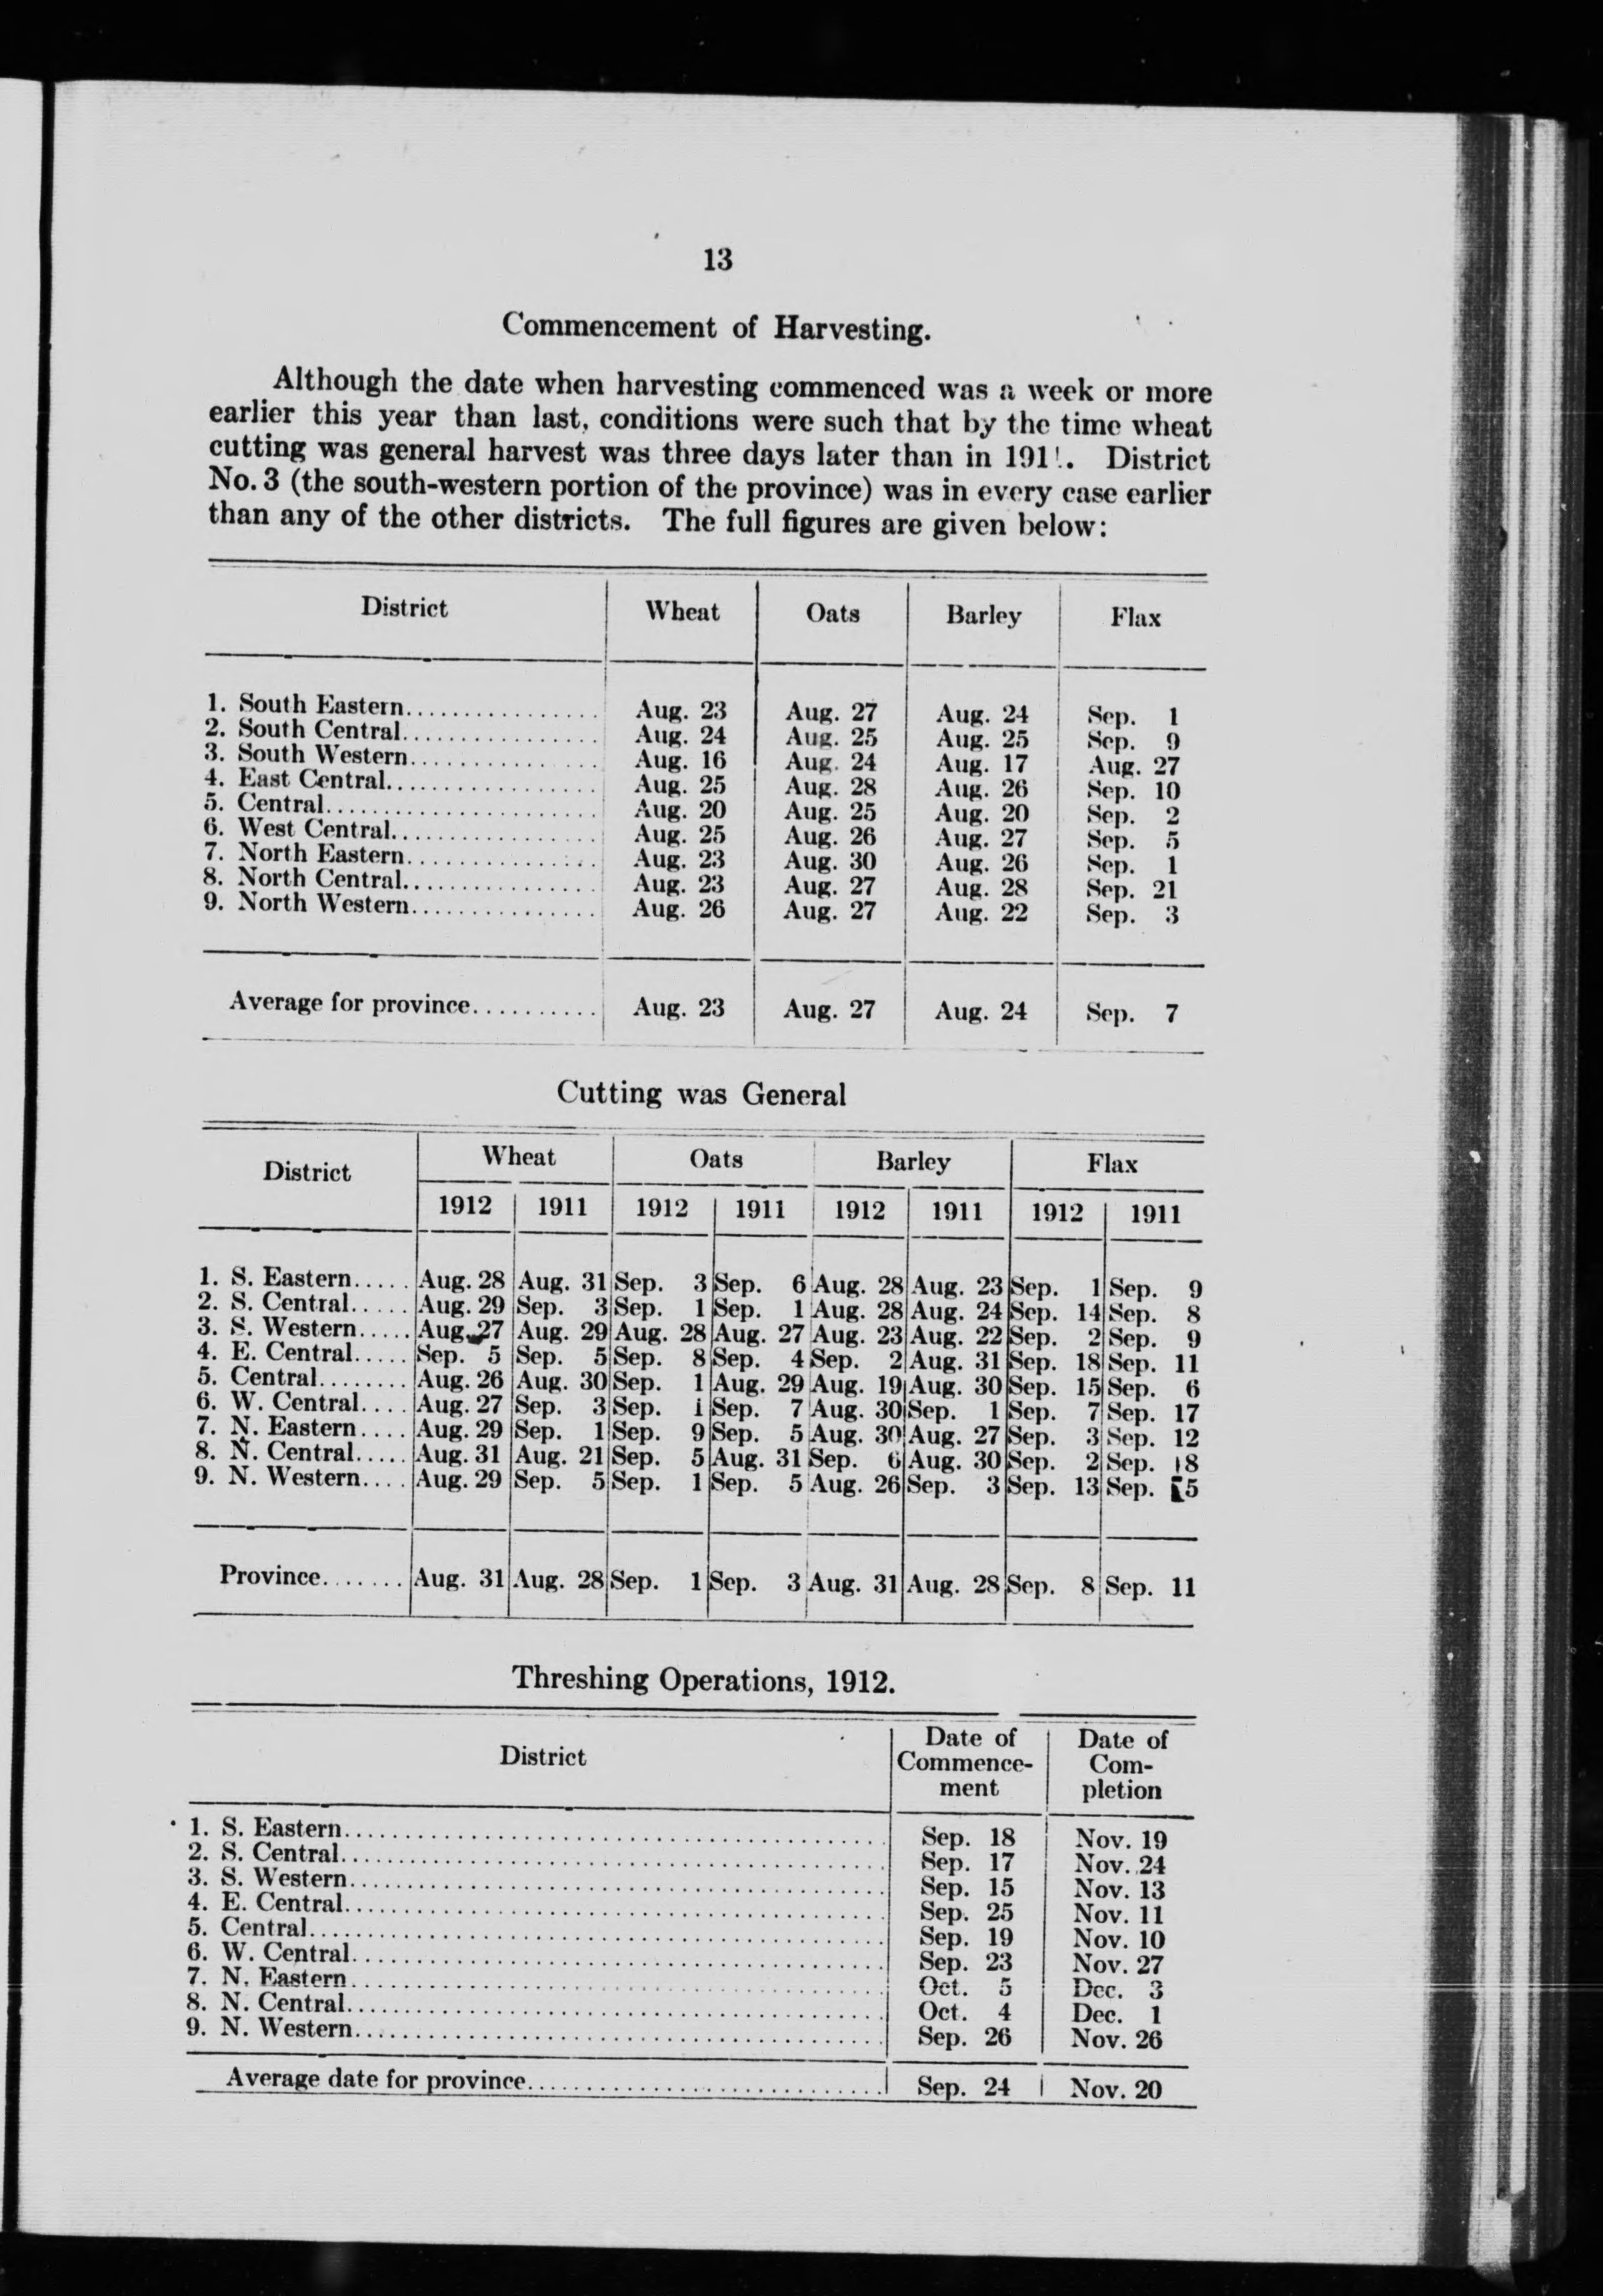 13
Commencement of Harvesting.
Although the date when harvesting commenced was a week or more
earlier this year than last, conditions were such that by the time wheat
cutting was general harvest was three days later than in 191!. District
No. 3 (the south-western portion of the province) was in every case earlier
than any of the other districts. The full figures are given below:
District Wheat Oats Barley Flax
1. South Eastern................ Aug. 23 Aug. 27 Aug. 24 Sep. 1
2. South Central................ Aug. 24 Aug. 25 Aug. 25 Sep. 9
3. South Western................ Aug. 16 Aug. 24 Aug. 17 Aug. 27
4. East Central.................. Aug. 25 Aug. 28 Aug. 26 Sep. 10
5. Central....................... Aug. 20 Aug. 25 Aug. 20 Sep. 2
6. West Central.................. Aug. 25 Aug. 26 Aug. 27 Sep. 5
7. North Eastern................ Aug. 23 Aug. 30 Aug. 26 Sep. 1
8. North Central................ Aug. 23 Aug. 27 Aug. 28 Sep. 21
9. North Western................ Aug. 26 Aug. 27 Aug. 22 Sep. 3
Average for province........... Aug. 23 Aug. 27 Aug. 24 Sep. 7
Cutting was General
District Wheat Oats Barley Flax
1912 1911 1912 1911 1912 1911 1912 1911
1. S. Eastern..... Aug. 28 Aug. 31 Sep. 3 Sep. 6 Aug. 28 Aug. 23 Sep. 1 Sep. 9
2. S. Central..... Aug. 29 Sep. 3 Sep. 1 Sep. 1 Aug. 28 Aug. 24 Sep. 14 Sep. 8
3. S. Western..... Aug. 27 Aug. 29 Aug. 28 Aug. 27 Aug. 23 Aug. 22 Sep. 2 Sep. 9
4. E. Central..... Sep. 5 Sep. 5 Sep. 8 Sep. 4 Sep. 2 Aug. 31 Sep. 18 Sep. 11
5. Central........ Aug. 26 Aug. 30 Sep. 1 Aug. 29 Aug. 19 Aug. 30 Sep. 15 Sep. 6
6. W. Central.... Aug. 27 Sep. 3 Sep. 1 Sep. 7 Aug. 30 Sep. 1 Sep. 7 Sep. 17
7. N. Eastern.... Aug. 29 Sep. 1 Sep. 9 Sep. 5 Aug. 30 Aug. 27 Sep. 3 Sep. 12
8. N. Central..... Aug. 31 Aug. 21 Sep. 5 Aug. 31 Sep. 6 Aug. 30 Sep. 2 Sep. 18
9. N. Western.... Aug. 29 Sep. 5 Sep. 1 Sep. 5 Aug. 26 Sep. 3 Sep. 13 Sep.
Province....... Aug. 31 Aug. 28 Sep. 1 Sep. 3 Aug. 31 Aug. 28 Sep. 8 Sep. 11
Threshing Operations, 1912.
District
Date of
Commence-
ment
Date of
Com-
pletion
1. S. Eastern.............................................. Sep. 18 Nov. 19
2. S. Central.............................................. Sep. 17 Nov. 24
3. S. Western.............................................. Sep. 15 Nov. 13
4. E. Central.............................................. Sep. 25 Nov. 11
5. Central................................................. Sep. 19 Nov. 10
6. W. Central.............................................. Sep. 23 Nov. 27
7. N. Eastern.............................................. Oct. 5 Dec. 3
8. N. Central.............................................. Oct. 4 Dec. 1
9. N. Western.............................................. Sep. 26 Nov. 26
Average date for province.............................. Sep. 24 Nov. 20